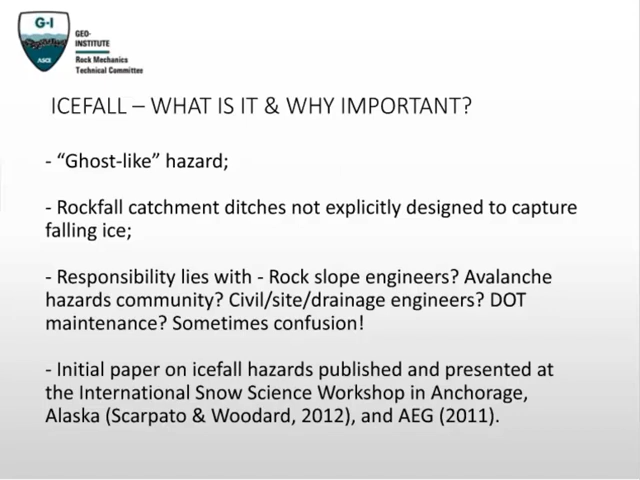 G-I
ASCE
GEO-
INSTITUTE
Rock Mechanics
Technical Committee
ICEFALL – WHAT IS IT & WHY IMPORTANT?
- “Ghost-like” hazard;
- Rockfall catchment ditches not explicitly designed to capture
falling ice;
- Responsibility lies with - Rock slope engineers? Avalanche
hazards community? Civil/site/drainage engineers? DOT
maintenance? Sometimes confusion!
- Initial paper on icefall hazards published and presented at
the International Snow Science Workshop in Anchorage,
Alaska (Scarpato & Woodard, 2012), and AEG (2011).